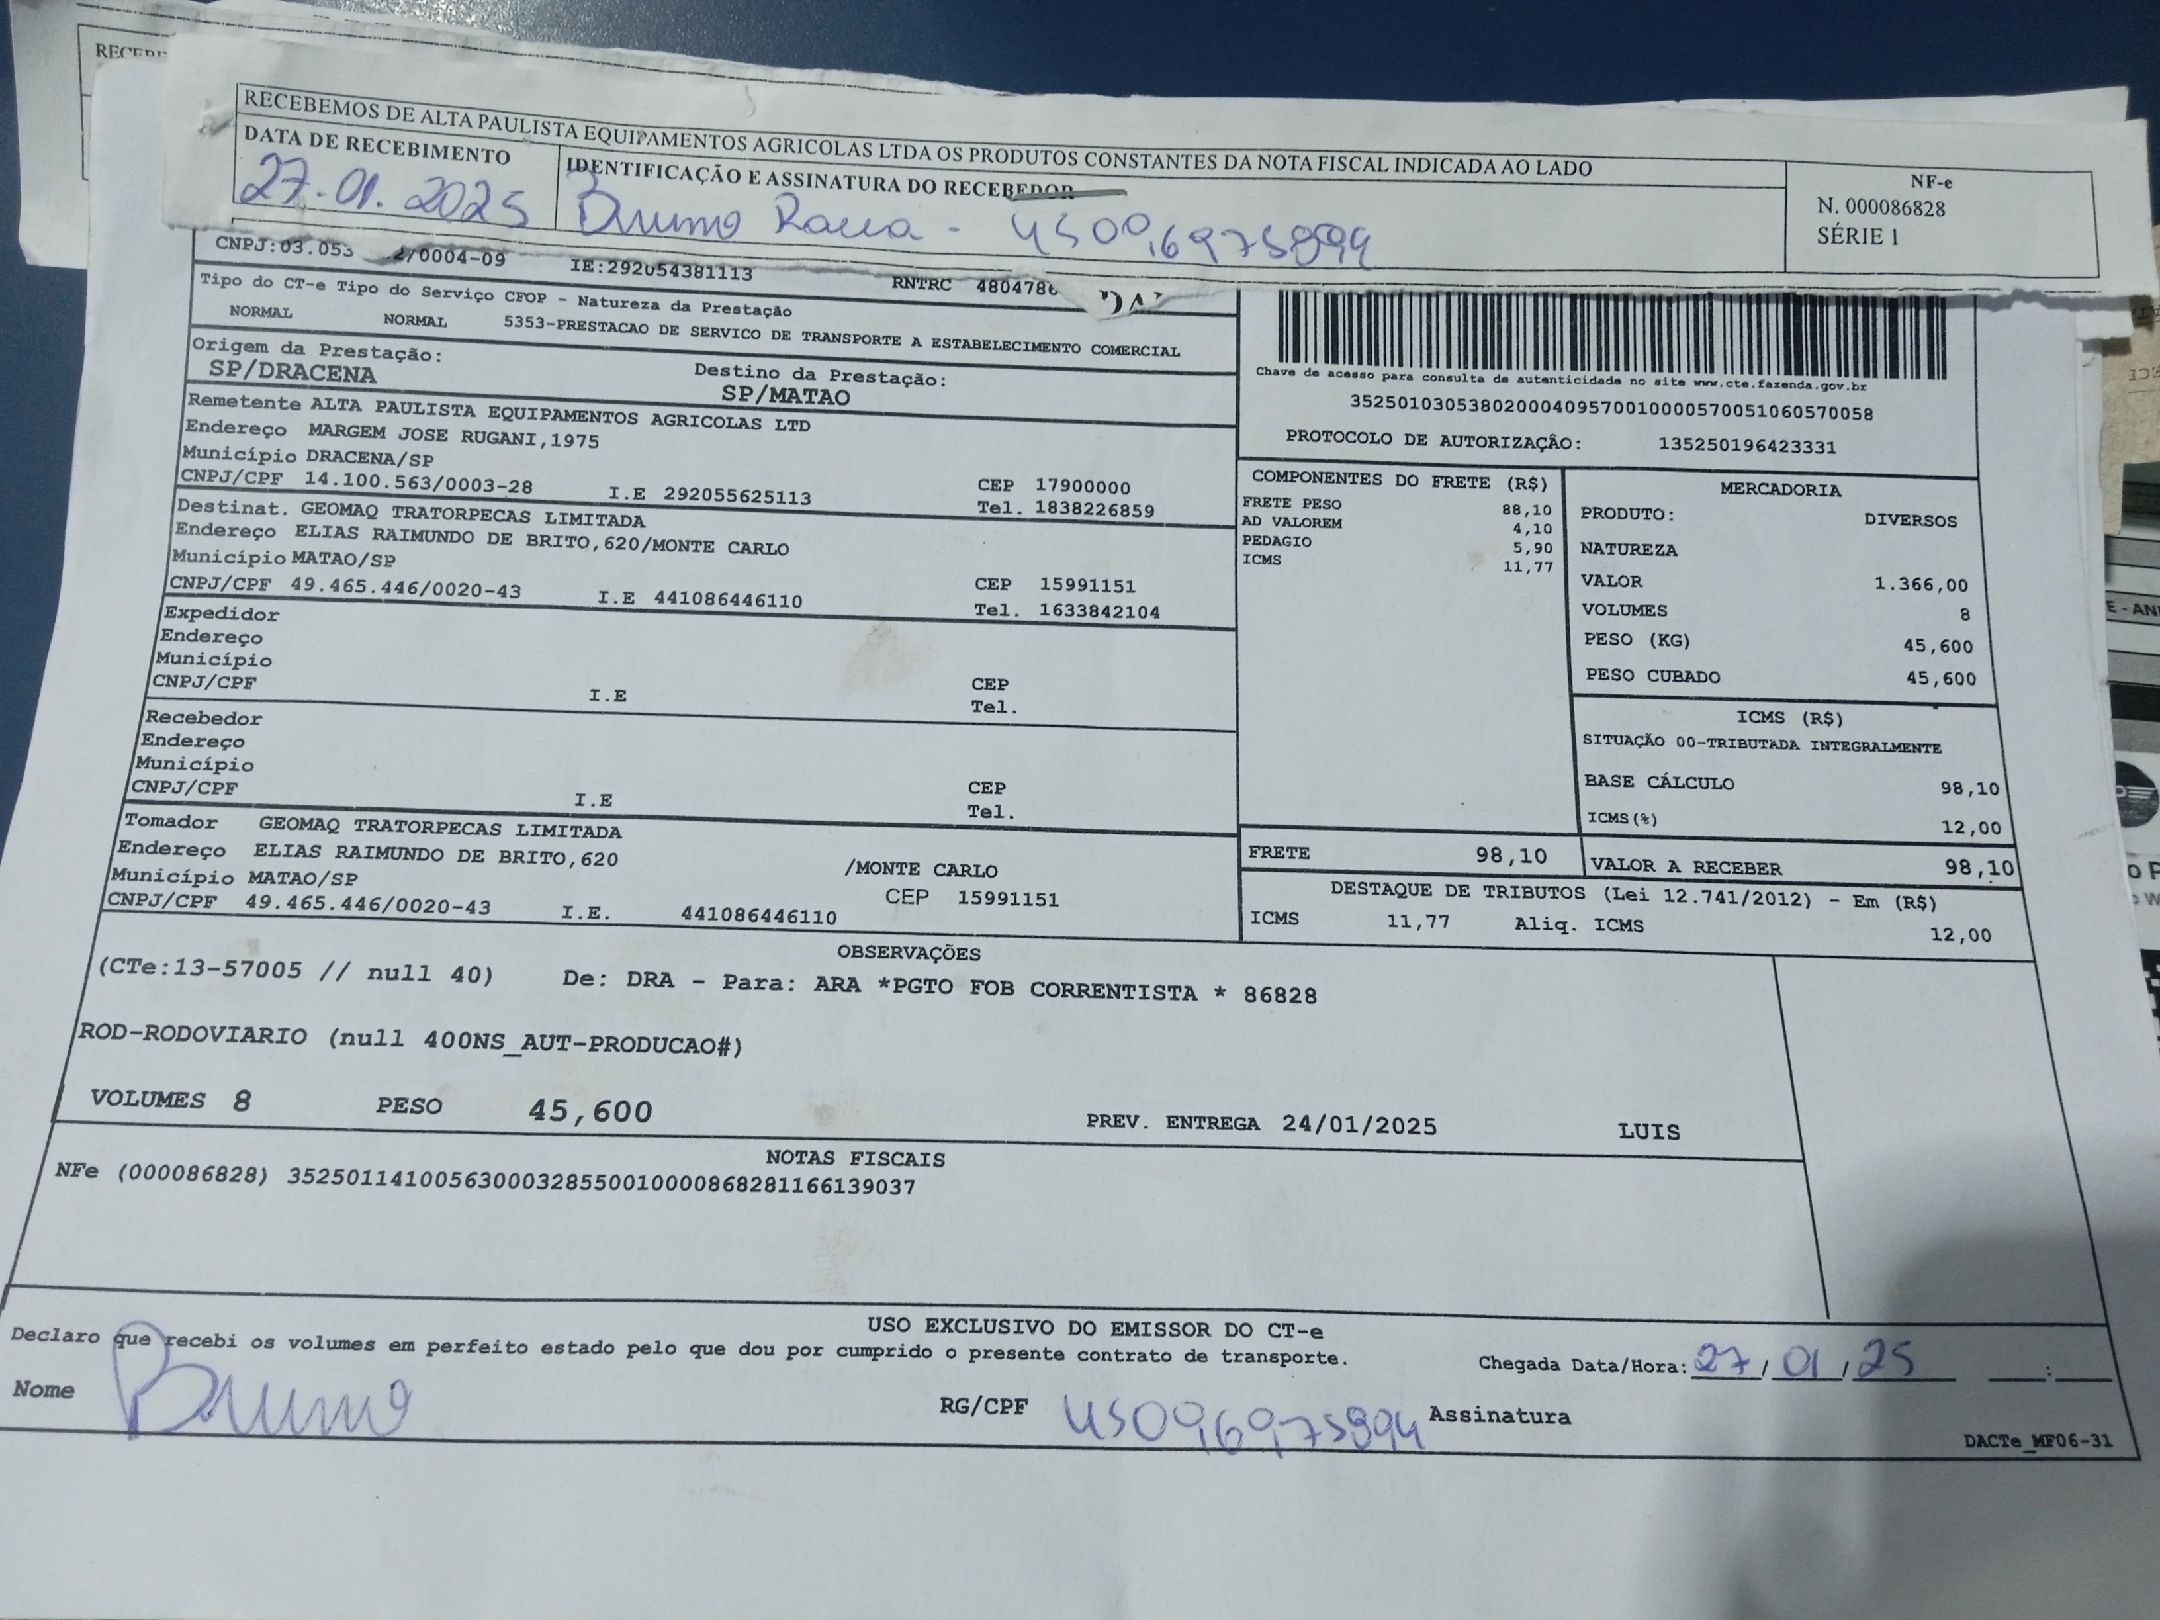 RECEBEMOS DE ALTA PAULISTA EQUIPAMENTOS AGRICOLAS LTDA OS PRODUTOS CONSTANTES DA NOTA FISCAL INDICADA AO LADO
DATA DE RECEBIMENTO IDENTIFICAÇÃO E ASSINATURA DO RECEBEDOR
27.01.2025 Bruno
NF-e
N. 000086828
SÉRIE 1
CNPJ:03.053 2/0004-09 IE:292054381113 RNTRC 480478
Tipo do CT-e Tipo do Serviço CFOP - Natureza da Prestação
NORMAL NORMAL 5353-PRESTACAO DE SERVICO DE TRANSPORTE A ESTABELECIMENTO COMERCIAL
Origem da Prestação: Destino da Prestação:
SP/DRACENA SP/MATAO
Remetente ALTA PAULISTA EQUIPAMENTOS AGRICOLAS LTD
Endereço MARGEM JOSE RUGANI,1975
Município DRACENA/SP CEP 17900000
CNPJ/CPF 14.100.563/0003-28 I.E 292055625113 Tel. 1838226859
Destinat. GEOMAQ TRATORPECAS LIMITADA
Endereço ELIAS RAIMUNDO DE BRITO,620/MONTE CARLO
Município MATAO/SP CEP 15991151
CNPJ/CPF 49.465.446/0020-43 I.E 441086446110 Tel. 1633842104
Expedidor
Endereço
Município CEP
CNPJ/CPF I.E Tel.
Recebedor
Endereço
Município CEP
CNPJ/CPF I.E Tel.
Tomador GEOMAQ TRATORPECAS LIMITADA
Endereço ELIAS RAIMUNDO DE BRITO,620 /MONTE CARLO
Município MATAO/SP CEP 15991151
CNPJ/CPF 49.465.446/0020-43 I.E. 441086446110
Chave de acesso para consulta de autenticidade no site www.cte.fazenda.gov.br
35250103053802000409570010000570051060570058
PROTOCOLO DE AUTORIZAÇÃO: 135250196423331
COMPONENTES DO FRETE (R$)
FRETE PESO 88,10
AD VALOREM 4,10
PEDAGIO 5,90
ICMS 11,77
MERCADORIA
PRODUTO: DIVERSOS
NATUREZA
VALOR 1.366,00
VOLUMES 8
PESO (KG) 45,600
PESO CUBADO 45,600
ICMS (R$)
SITUAÇÃO 00-TRIBUTADA INTEGRALMENTE
BASE CÁLCULO 98,10
ICMS(%) 12,00
FRETE 98,10 VALOR A RECEBER 98,10
DESTAQUE DE TRIBUTOS (Lei 12.741/2012) - Em (R$)
ICMS 11,77 Aliq. ICMS 12,00
OBSERVAÇÕES
(CTe:13-57005 // null 40) De: DRA - Para: ARA *PGTO FOB CORRENTISTA * 86828
ROD-RODOVIARIO (null 400NS_AUT-PRODUCAO#)
VOLUMES 8 PESO 45,600 PREV. ENTREGA 24/01/2025 LUIS
NOTAS FISCAIS
NFe (000086828) 35250114100563000328550010000868281166139037
USO EXCLUSIVO DO EMISSOR DO CT-e
Declaro que recebi os volumes em perfeito estado pelo que dou por cumprido o presente contrato de transporte. Chegada Data/Hora: 27/01/25 :
Nome Bruno RG/CPF Assinatura
DACTe_MF06-31